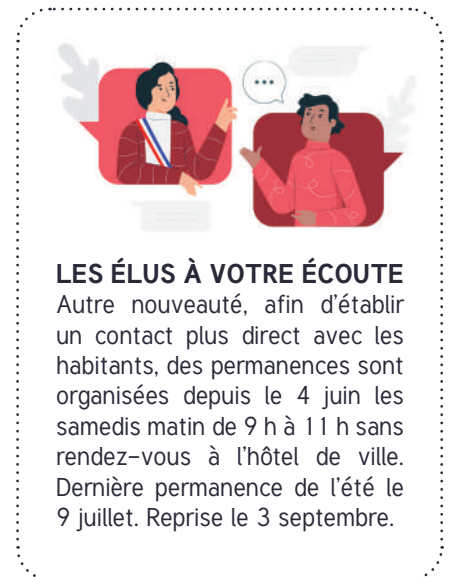 LES ÉLUS À VOTRE ÉCOUTE
Autre nouveauté, afin d'établir
un contact plus direct avec les
habitants, des permanences sont
organisées depuis le 4 juin les
samedis matin de 9 h à 11 h sans
rendez-vous à l'hôtel de ville.
Dernière permanence de l'été le
9 juillet. Reprise le 3 septembre.